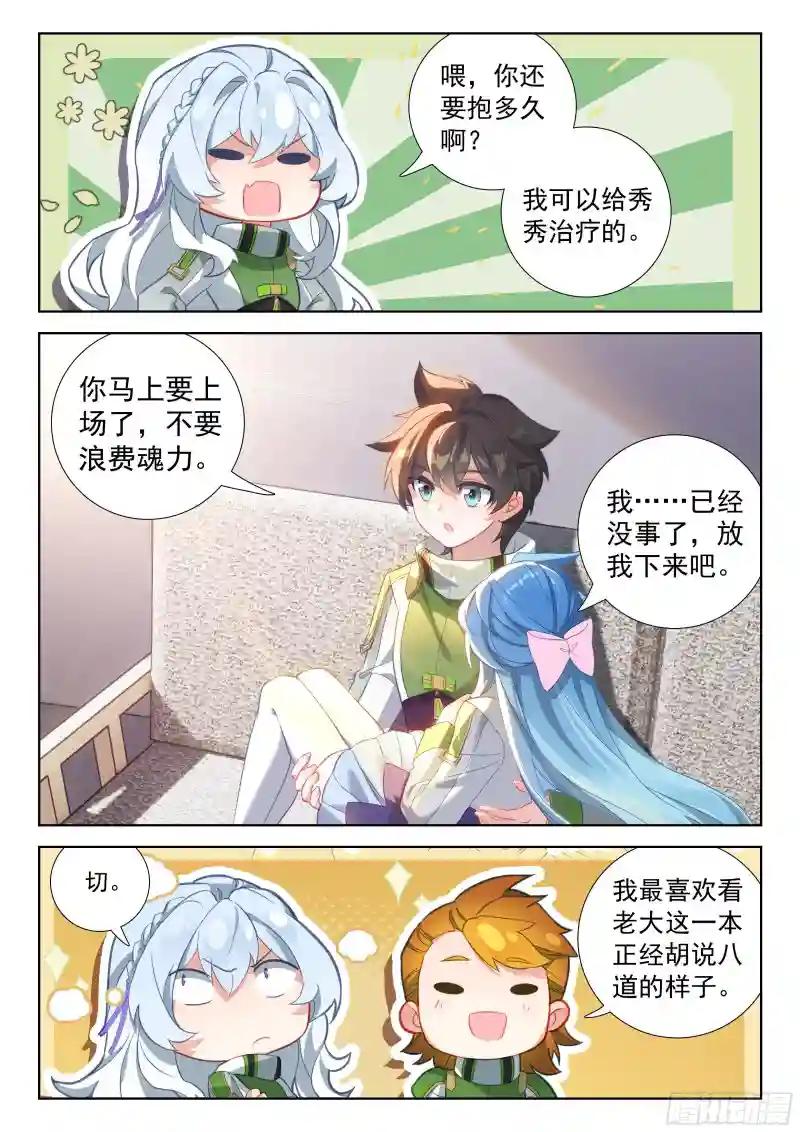 喂，你还
要抱多久
啊？
我可以给秀
秀治疗的。
你马上要上
场了，不要
浪费魂力。
我……已经
没事了，放
我下来吧。
切。
我最喜欢看
老大这一本
正经胡说八
道的样子。